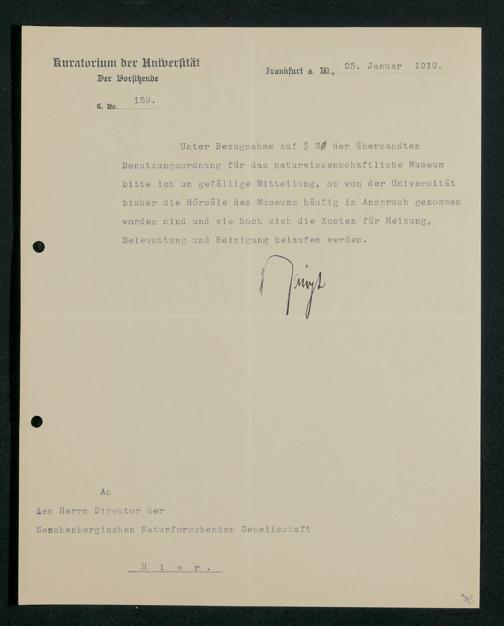 Kuratorium der Universität
Der Vorsitzende
C. No. 159.
Frankfurt a. M., 25. Januar 1919.
Unter Bezugnahme auf § 3 der übersandten
Benutzungsordnung für das naturwissenschaftliche Museum
bitte ich um gefällige Mitteilung, ob von der Universität
bisher die Hörsäle des Museums häufig in Anspruch genommen
worden sind und wie hoch sich die Kosten für Heizung,
Beleuchtung und Reinigung belaufen werden.
An
den Herrn Direktor der
Senckenbergischen Naturforschenden Gesellschaft
H i e r .